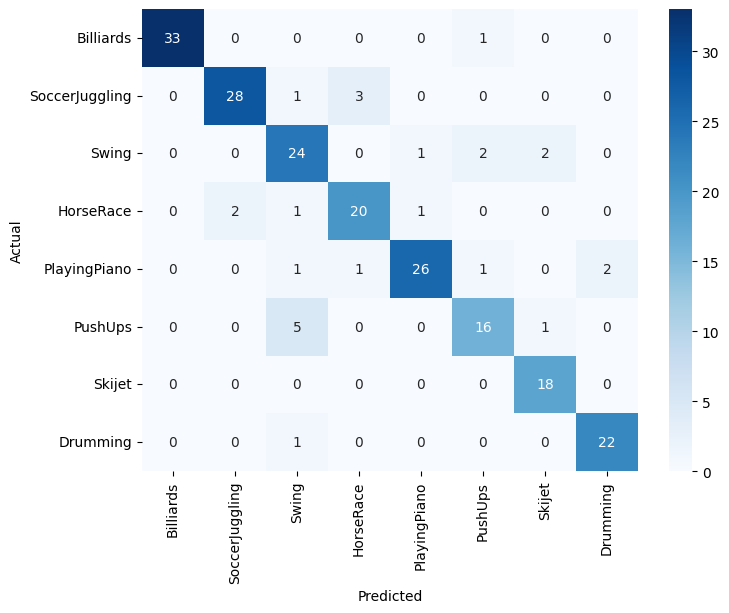 Billiards 33 0 0 0 0 1 0 0
SoccerJuggling 0 28 1 3 0 0 0 0
Swing 0 0 24 0 1 2 2 0
HorseRace 0 2 1 20 1 0 0 0
PlayingPiano 0 0 1 1 26 1 0 2
PushUps 0 0 5 0 0 16 1 0
Skijet 0 0 0 0 0 0 18 0
Drumming 0 0 1 0 0 0 0 22
Actual
Billiards SoccerJuggling Swing HorseRace PlayingPiano PushUps Skijet Drumming
Predicted
30
25
20
15
10
5
0